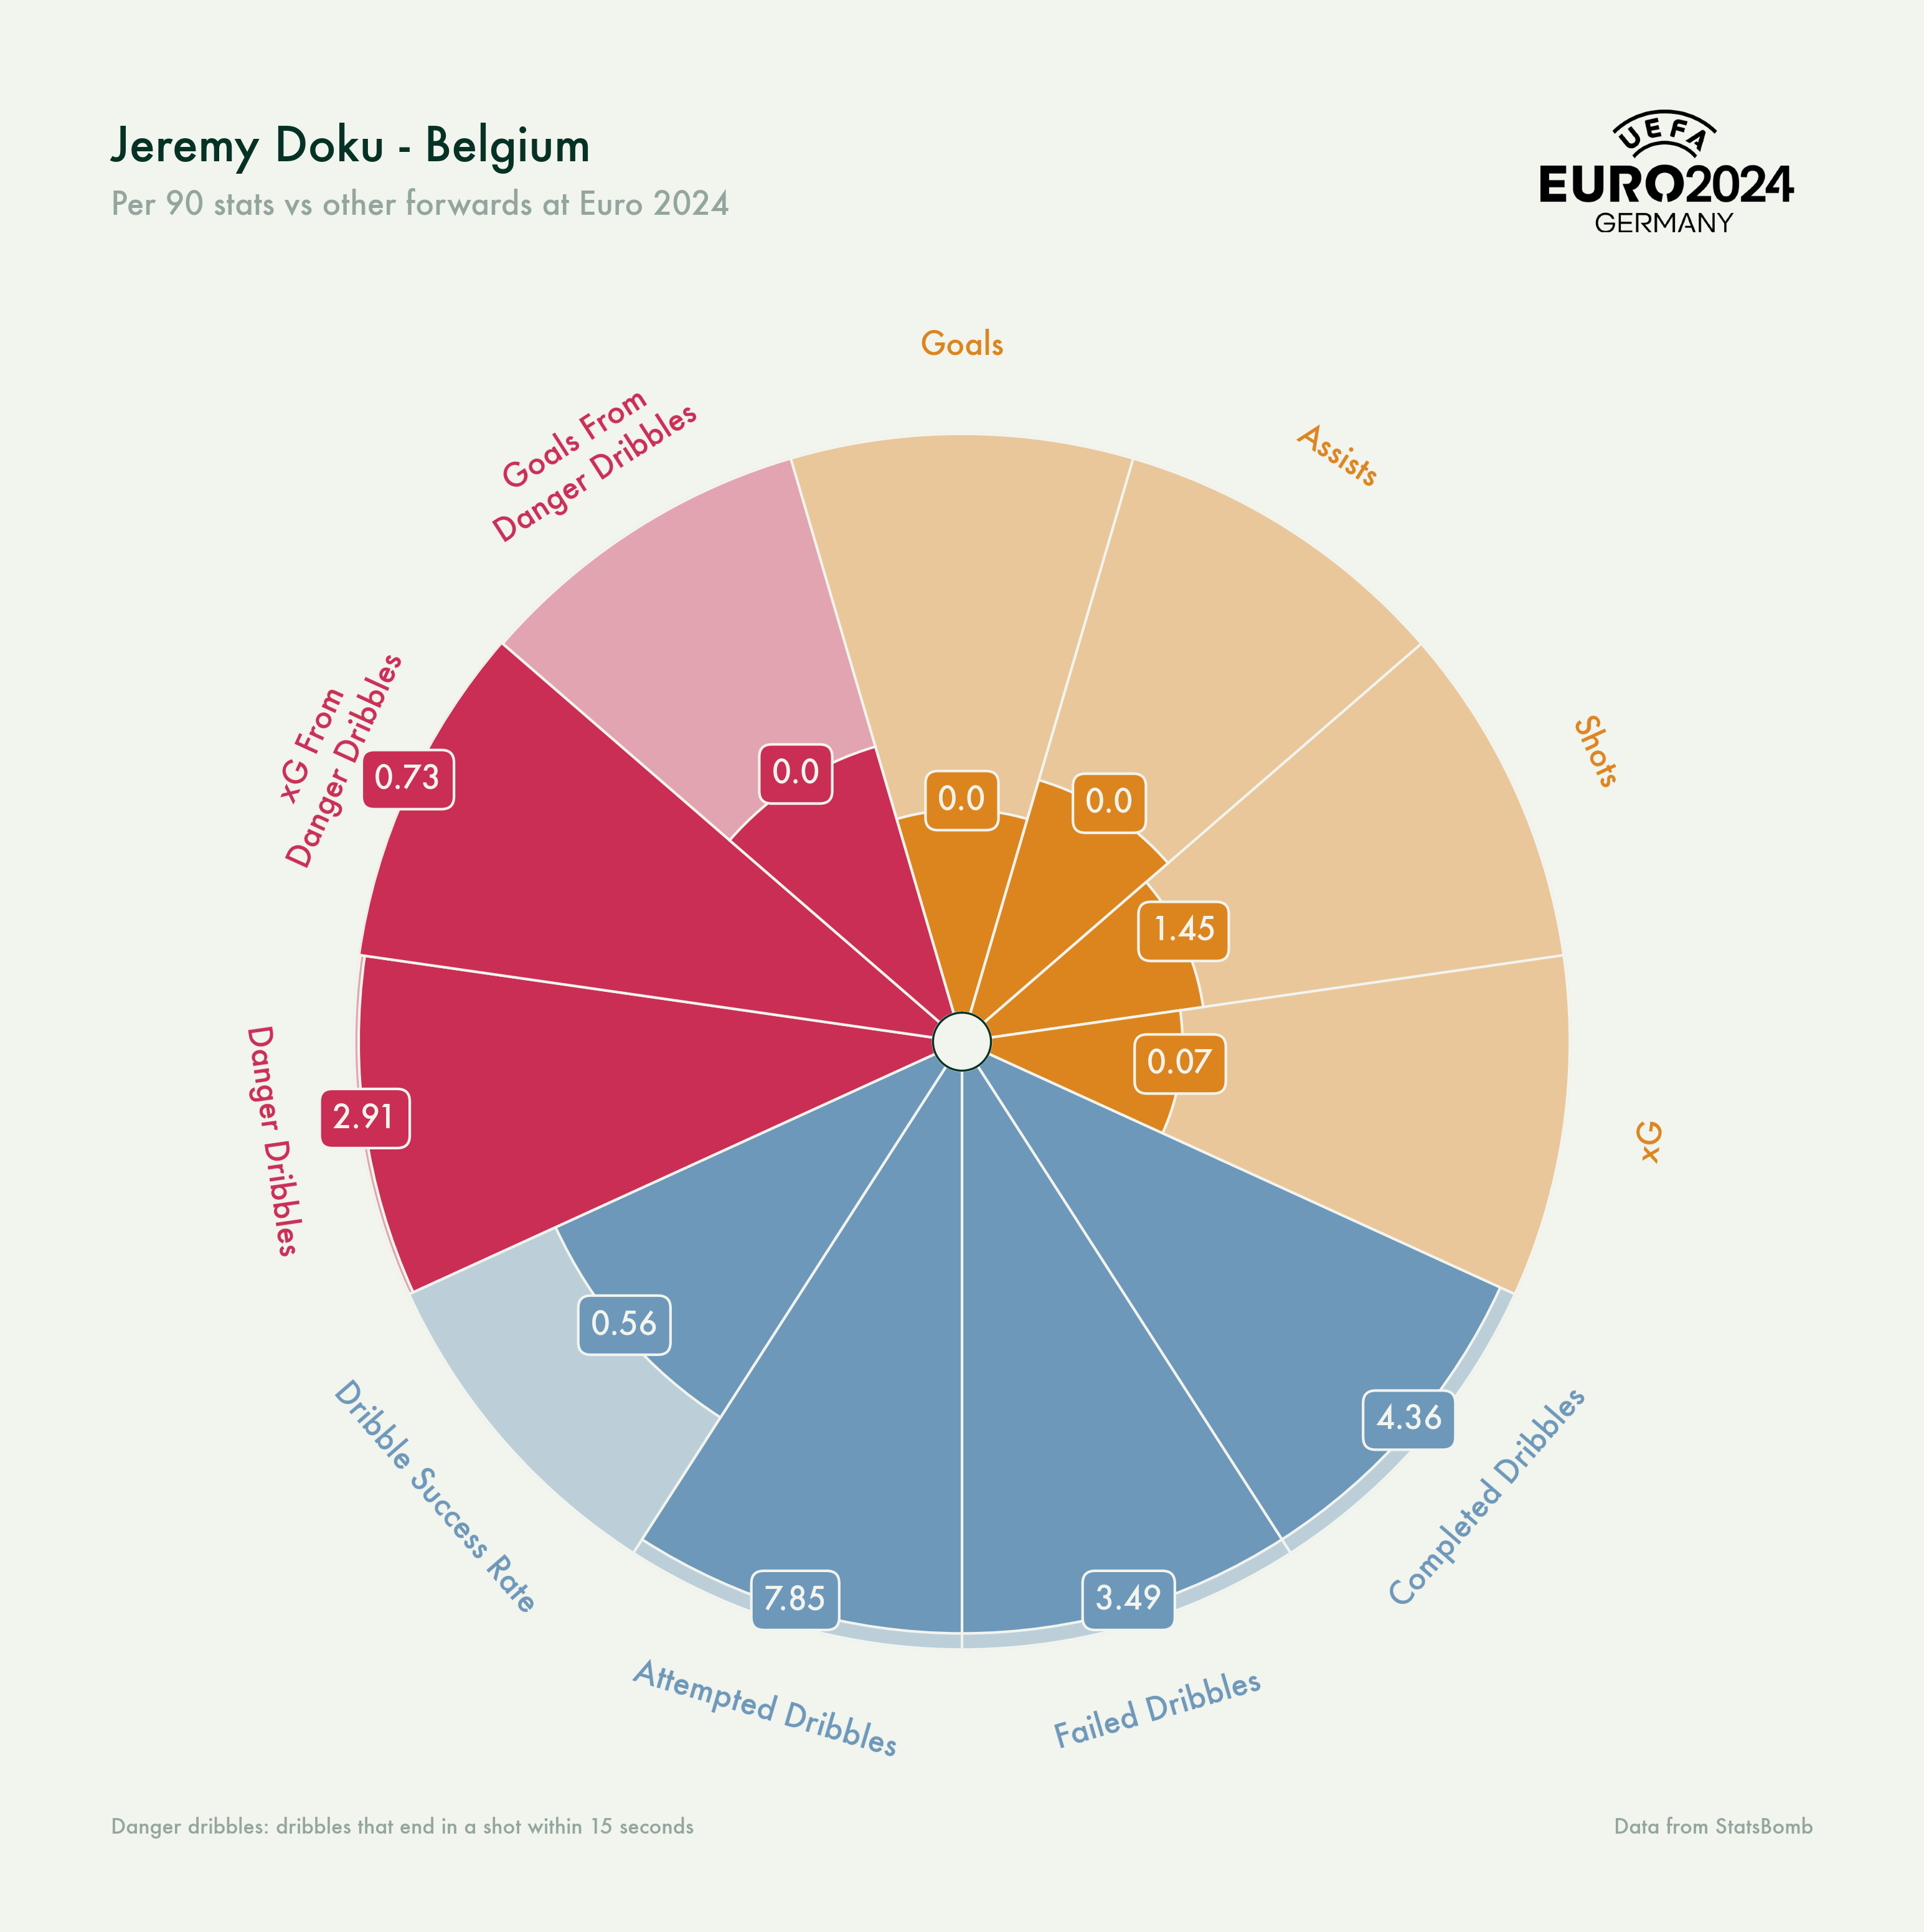 Jeremy Doku - Belgium
Per 90 stats vs other forwards at Euro 2024
UEFA
EURO2024
GERMANY
Goals
Assists
Shots
xG
Completed Dribbles
Failed Dribbles
Attempted Dribbles
Dribble Success Rate
Danger Dribbles
xG From
Danger Dribbles
Goals From
Danger Dribbles
0.0
0.0
1.45
0.07
4.36
3.49
7.85
0.56
2.91
0.73
0.0
Danger dribbles: dribbles that end in a shot within 15 seconds
Data from StatsBomb